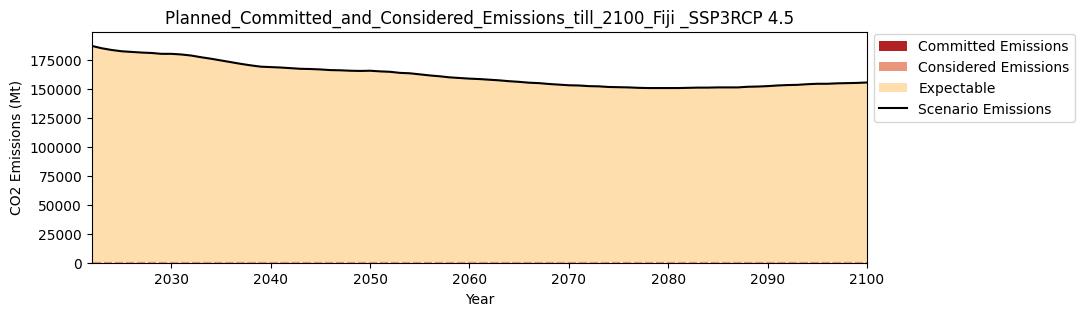 Planned_Committed_and_Considered_Emissions_till_2100_Fiji _SSP3RCP 4.5
175000
150000
125000
100000
75000
50000
25000
0
CO2 Emissions (Mt)
2030 2040 2050 2060 2070 2080 2090 2100
Year
Committed Emissions
Considered Emissions
Expectable
Scenario Emissions